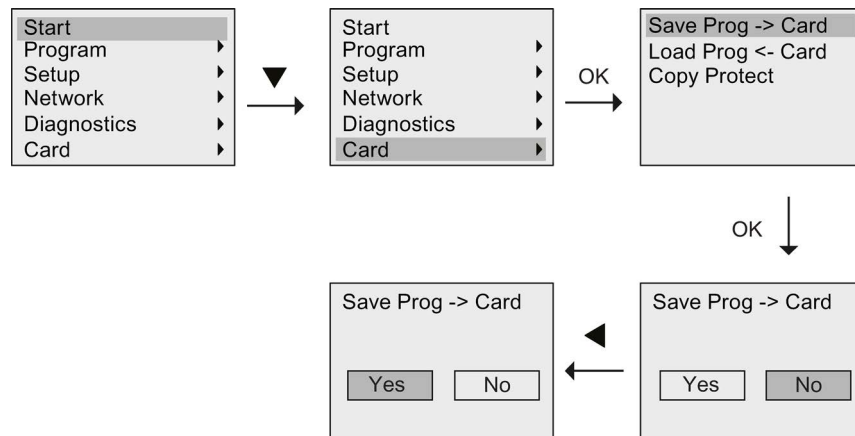 Start
Program
Setup
Network
Diagnostics
Card
Start
Program
Setup
Network
Diagnostics
Card
OK
Save Prog -> Card
Load Prog <- Card
Copy Protect
OK
Save Prog -> Card
Yes No
Save Prog -> Card
Yes No